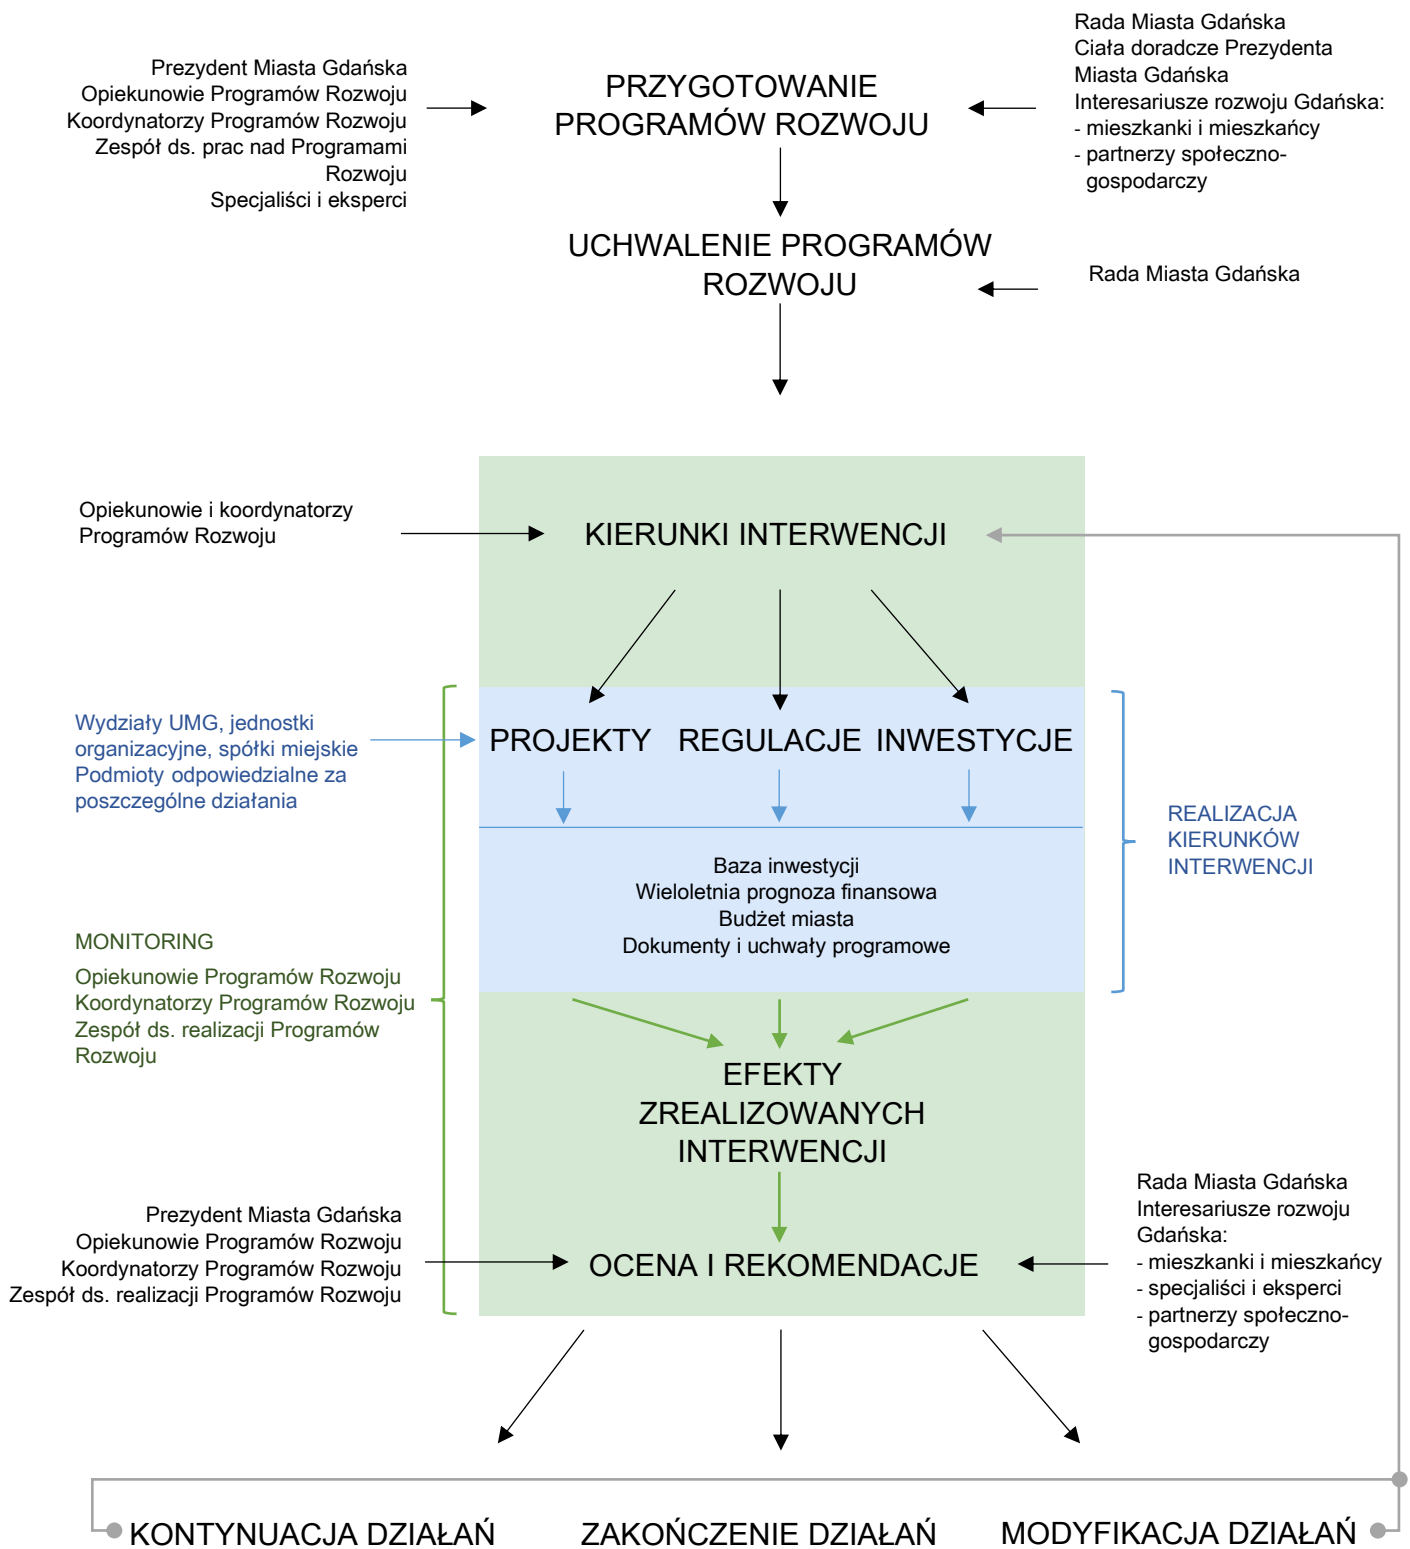 Prezydent Miasta Gdańska
Opiekunowie Programów Rozwoju
Koordynatorzy Programów Rozwoju
Zespół ds. prac nad Programami
Rozwoju
Specjaliści i eksperci
PRZYGOTOWANIE
PROGRAMÓW ROZWOJU
Rada Miasta Gdańska
Ciała doradcze Prezydenta
Miasta Gdańska
Interesariusze rozwoju Gdańska:
- mieszkanki i mieszkańcy
- partnerzy społeczno-
gospodarczy
UCHWALENIE PROGRAMÓW
ROZWOJU
Rada Miasta Gdańska
Opiekunowie i koordynatorzy
Programów Rozwoju
KIERUNKI INTERWENCJI
Wydziały UMG, jednostki
organizacyjne, spółki miejskie
Podmioty odpowiedzialne za
poszczególne działania
PROJEKTY REGULACJE INWESTYCJE
REALIZACJA
KIERUNKÓW
INTERWENCJI
Baza inwestycji
Wieloletnia prognoza finansowa
Budżet miasta
Dokumenty i uchwały programowe
MONITORING
Opiekunowie Programów Rozwoju
Koordynatorzy Programów Rozwoju
Zespół ds. realizacji Programów
Rozwoju
EFEKTY
ZREALIZOWANYCH
INTERWENCJI
Prezydent Miasta Gdańska
Opiekunowie Programów Rozwoju
Koordynatorzy Programów Rozwoju
Zespół ds. realizacji Programów Rozwoju
OCENA I REKOMENDACJE
Rada Miasta Gdańska
Interesariusze rozwoju
Gdańska:
- mieszkanki i mieszkańcy
- specjaliści i eksperci
- partnerzy społeczno-
gospodarczy
KONTYNUACJA DZIAŁAŃ
ZAKOŃCZENIE DZIAŁAŃ
MODYFIKACJA DZIAŁAŃ